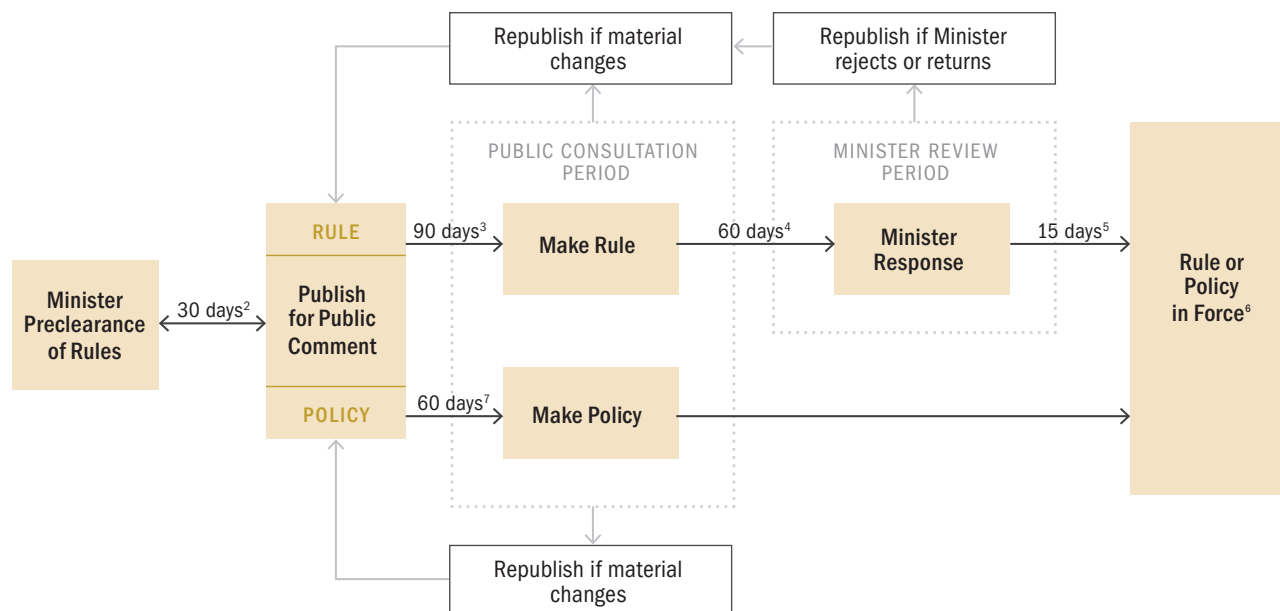 Republish if material
changes
Republish if Minister
rejects or returns
PUBLIC CONSULTATION
PERIOD
MINISTER REVIEW
PERIOD
RULE
90 days³
Make Rule
60 days⁴
Minister
Response
15 days⁵
Rule or
Policy
in Force⁶
Minister
Preclearance
of Rules
30 days²
Publish
for Public
Comment
POLICY
60 days⁷
Make Policy
Republish if material
changes